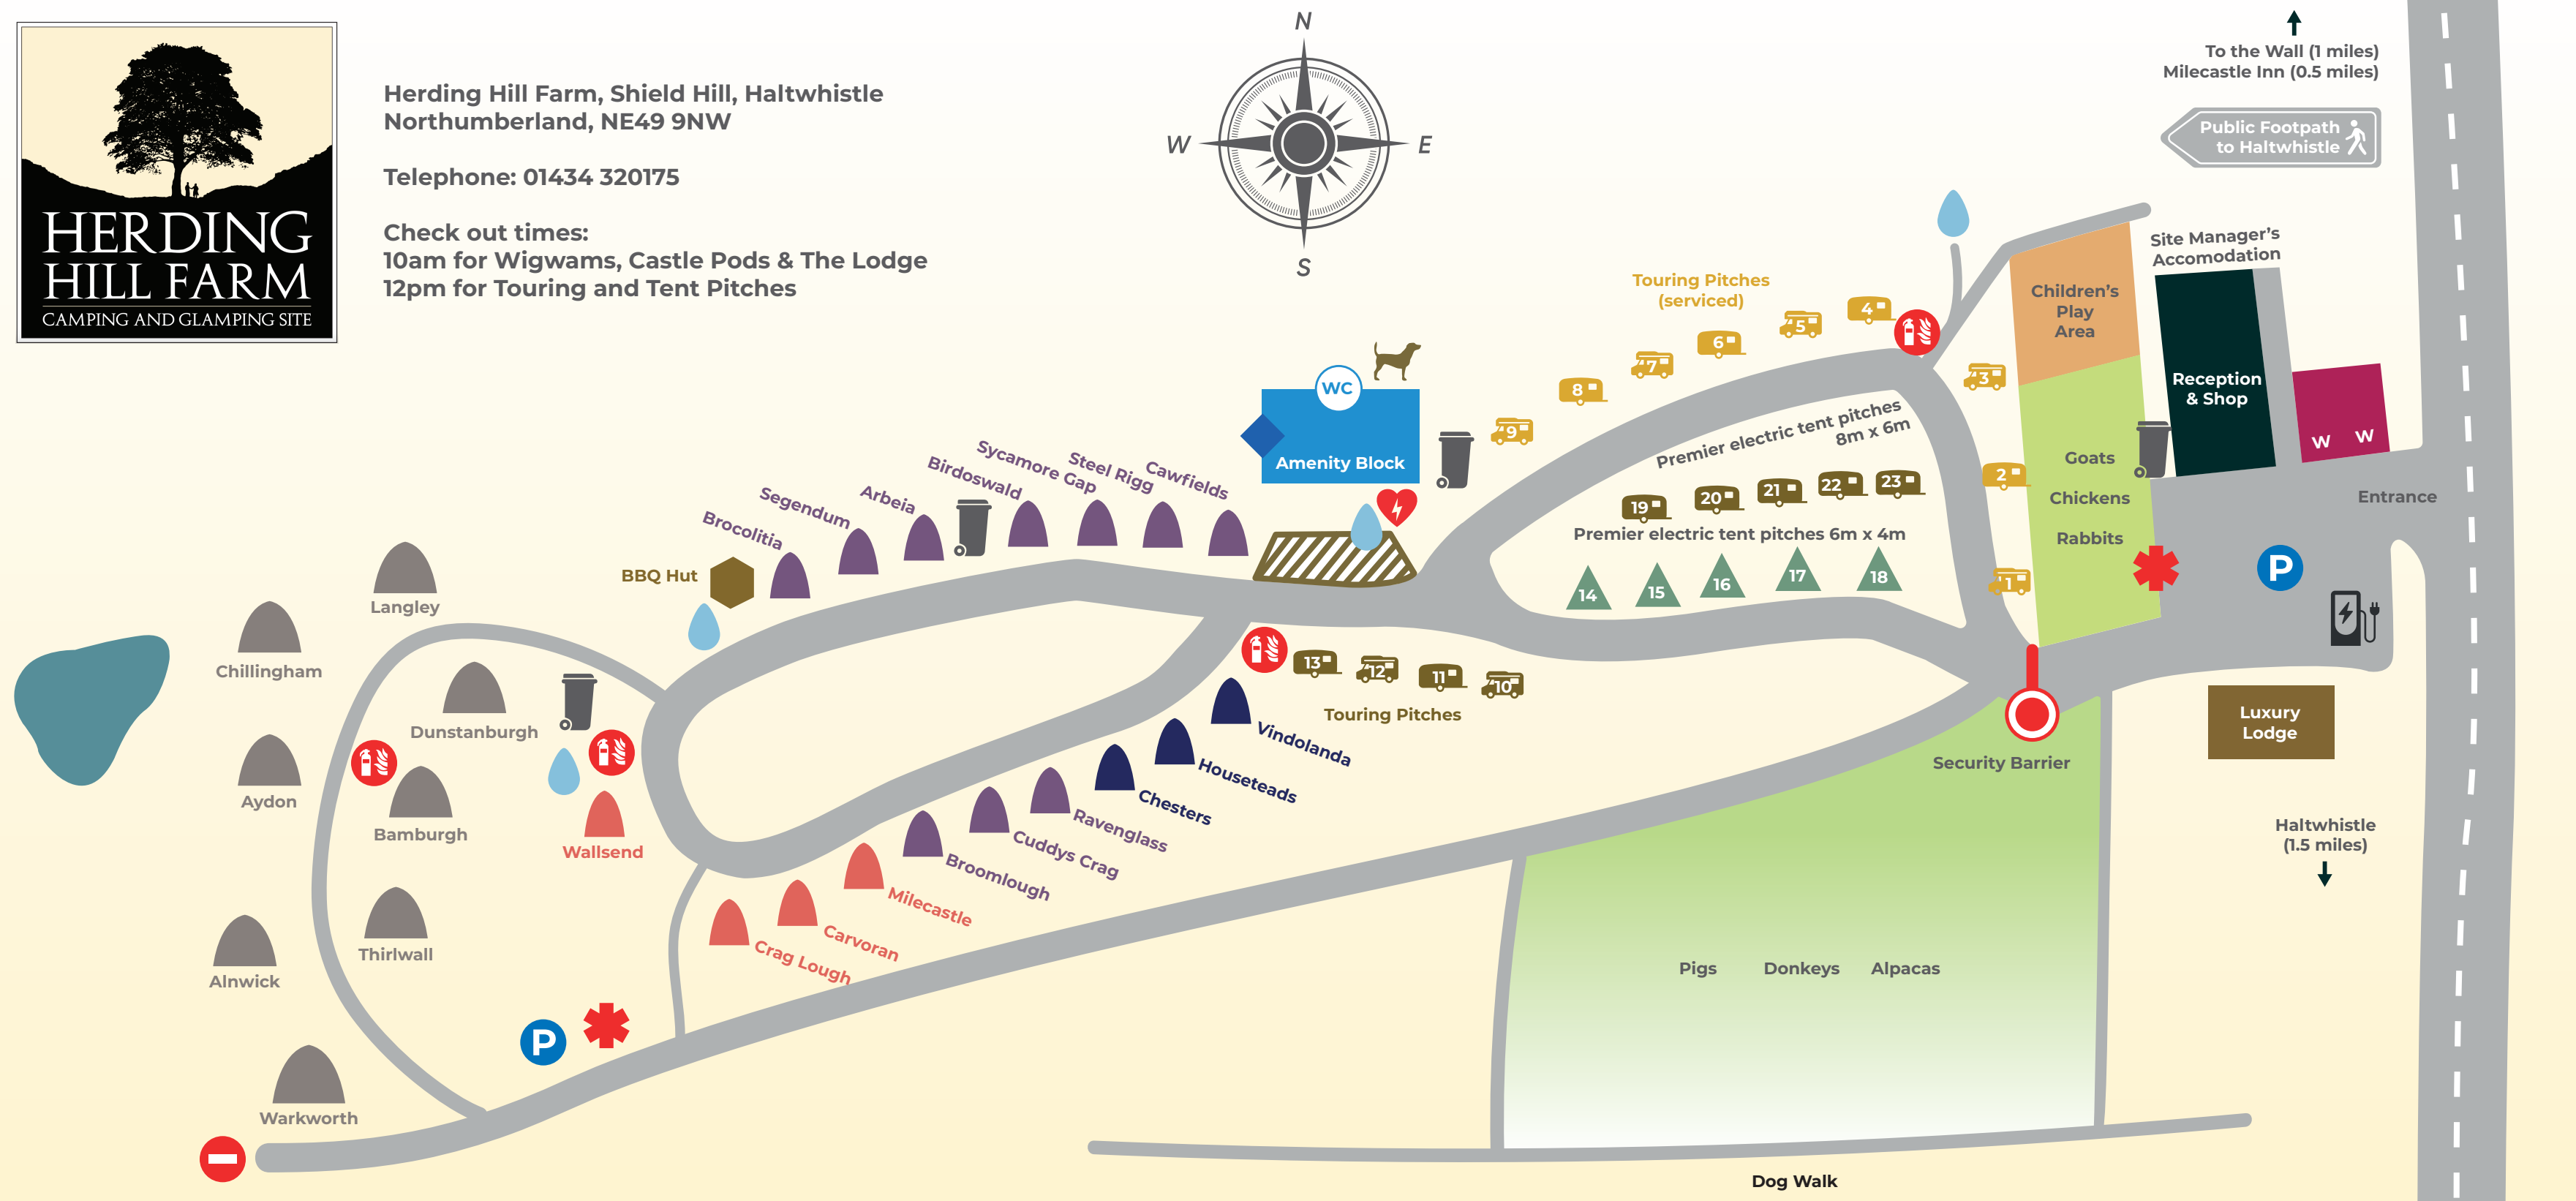 HERDING
HILL FARM
CAMPING AND GLAMPING SITE
Herding Hill Farm, Shield Hill, Haltwhistle
Northumberland, NE49 9NW
Telephone: 01434 320175
Check out times:
10am for Wigwams, Castle Pods & The Lodge
12pm for Touring and Tent Pitches
N
W
E
S
To the Wall (1 miles)
Milecastle Inn (0.5 miles)
Public Footpath
to Haltwhistle
Site Manager's
Accomodation
Children's
Play
Area
Reception
& Shop
W W
Entrance
Goats
Chickens
Rabbits
P
Touring Pitches
(serviced)
4
5
6
7
8
9
3
2
1
Premier electric tent pitches
8m x 6m
19
20
21
22
23
Premier electric tent pitches 6m x 4m
14
15
16
17
18
WC
Amenity Block
Cawfields
Steel Rigg
Sycamore Gap
Birdoswald
Arbeia
Segendum
Brocolitia
BBQ Hut
13
12
11
10
Touring Pitches
Vindolanda
Houseteads
Chesters
Ravenglass
Cuddys Crag
Broomlough
Milecastle
Carvoran
Crag Lough
Langley
Chillingham
Dunstanburgh
Aydon
Bamburgh
Wallsend
Thirlwall
Alnwick
Warkworth
P
Security Barrier
Luxury
Lodge
Haltwhistle
(1.5 miles)
Pigs Donkeys Alpacas
Dog Walk